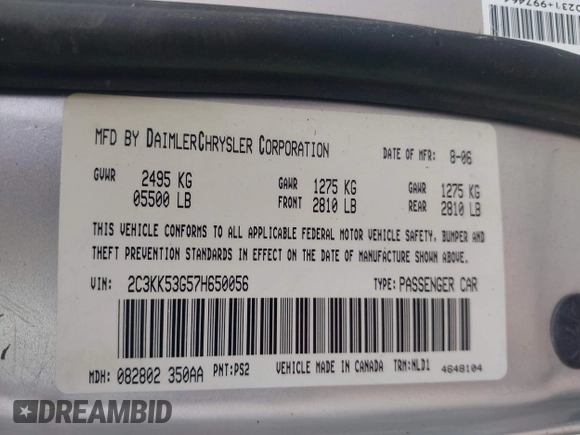 MFD BY DAIMLERCHRYSLER CORPORATION
DATE OF MFR: 8-06
GVWR 2495 KG 05500 LB
GAWR FRONT 1275 KG 2810 LB
GAWR REAR 1275 KG 2810 LB
THIS VEHICLE CONFORMS TO ALL APPLICABLE FEDERAL MOTOR VEHICLE SAFETY, BUMPER AND
THEFT PREVENTION STANDARDS IN EFFECT ON THE DATE OF MANUFACTURE SHOWN ABOVE.
VIN: 2C3KK53G57H650056
TYPE: PASSENGER CAR
MDH: 082802 350AA PNT:PS2 VEHICLE MADE IN CANADA TRM:NLD1 4648104
DREAMBID